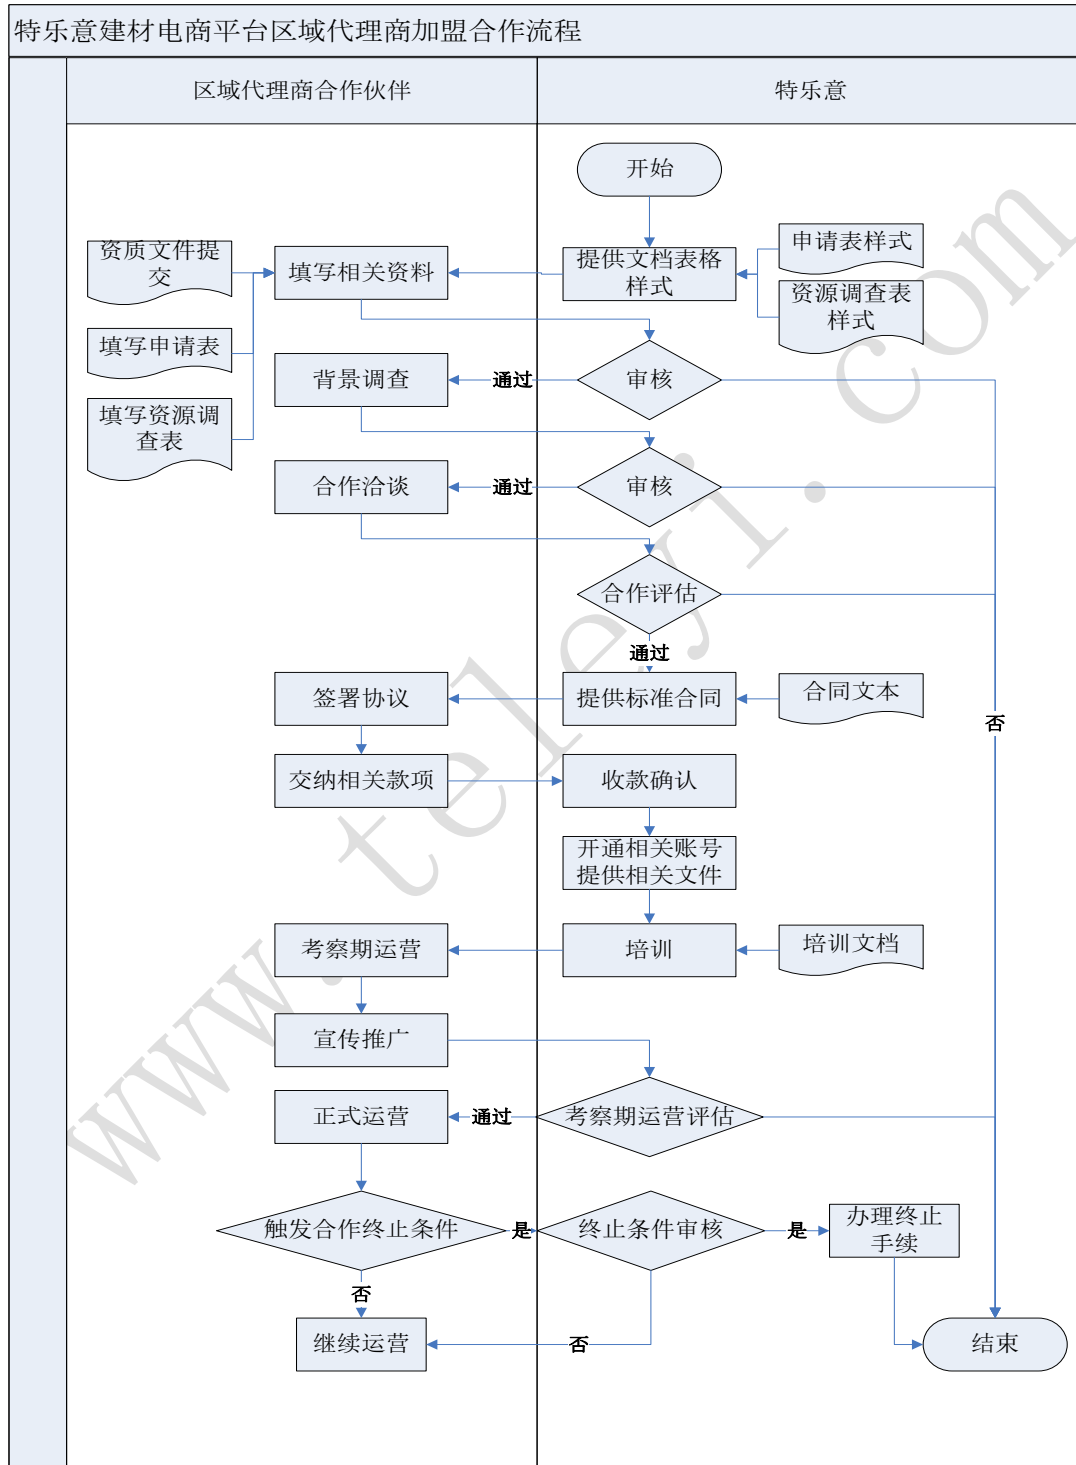 特乐意建材电商平台区域代理商加盟合作流程
区域代理商合作伙伴
特乐意
开始
资质文件提
交
填写相关资料
提供文档表格
样式
申请表样式
资源调查表
样式
填写申请表
背景调查
通过
审核
填写资源调
查表
合作洽谈
通过
审核
合作评估
通过
签署协议
提供标准合同
合同文本
否
交纳相关款项
收款确认
开通相关账号
提供相关文件
考察期运营
培训
培训文档
宣传推广
正式运营
通过
考察期运营评估
触发合作终止条件
是
终止条件审核
是
办理终止
手续
否
继续运营
否
结束
www.teleyi.com